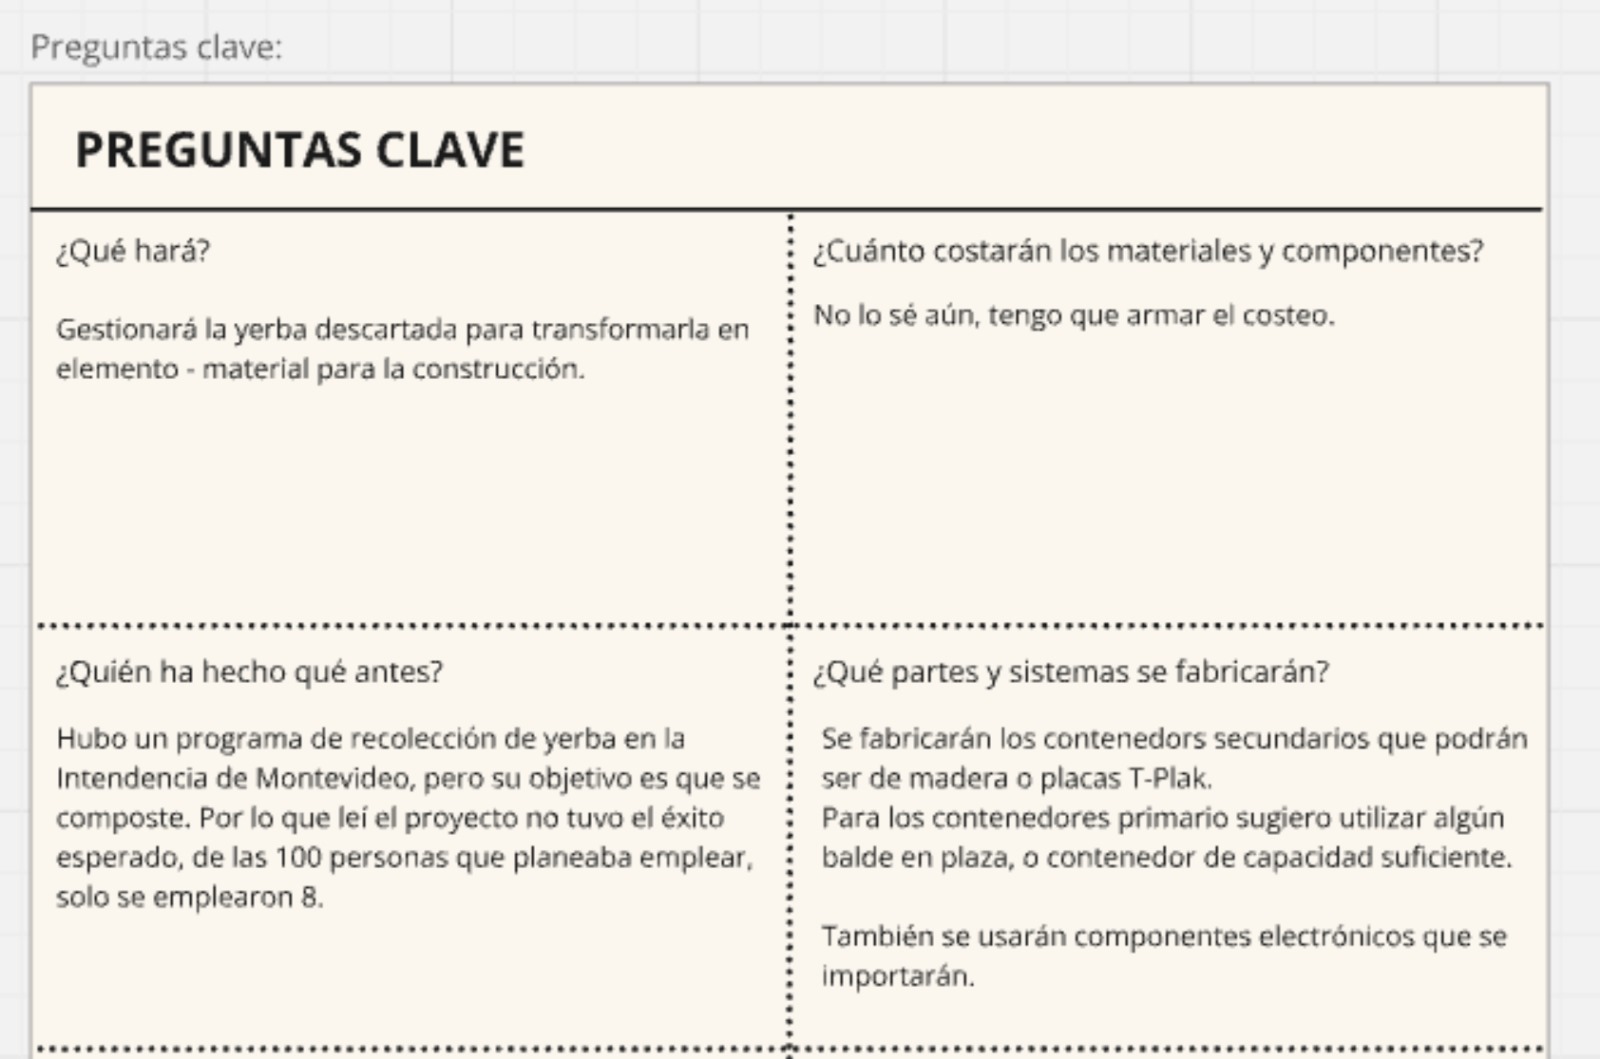 Preguntas clave:
PREGUNTAS CLAVE
¿Qué hará?
Gestionará la yerba descartada para transformarla en
elemento - material para la construcción.
¿Cuánto costarán los materiales y componentes?
No lo sé aún, tengo que armar el costeo.
¿Quién ha hecho qué antes?
Hubo un programa de recolección de yerba en la
Intendencia de Montevideo, pero su objetivo es que se
composte. Por lo que leí el proyecto no tuvo el éxito
esperado, de las 100 personas que planeaba emplear,
solo se emplearon 8.
¿Qué partes y sistemas se fabricarán?
Se fabricarán los contenedors secundarios que podrán
ser de madera o placas T-Plak.
Para los contenedores primario sugiero utilizar algún
balde en plaza, o contenedor de capacidad suficiente.
También se usarán componentes electrónicos que se
importarán.